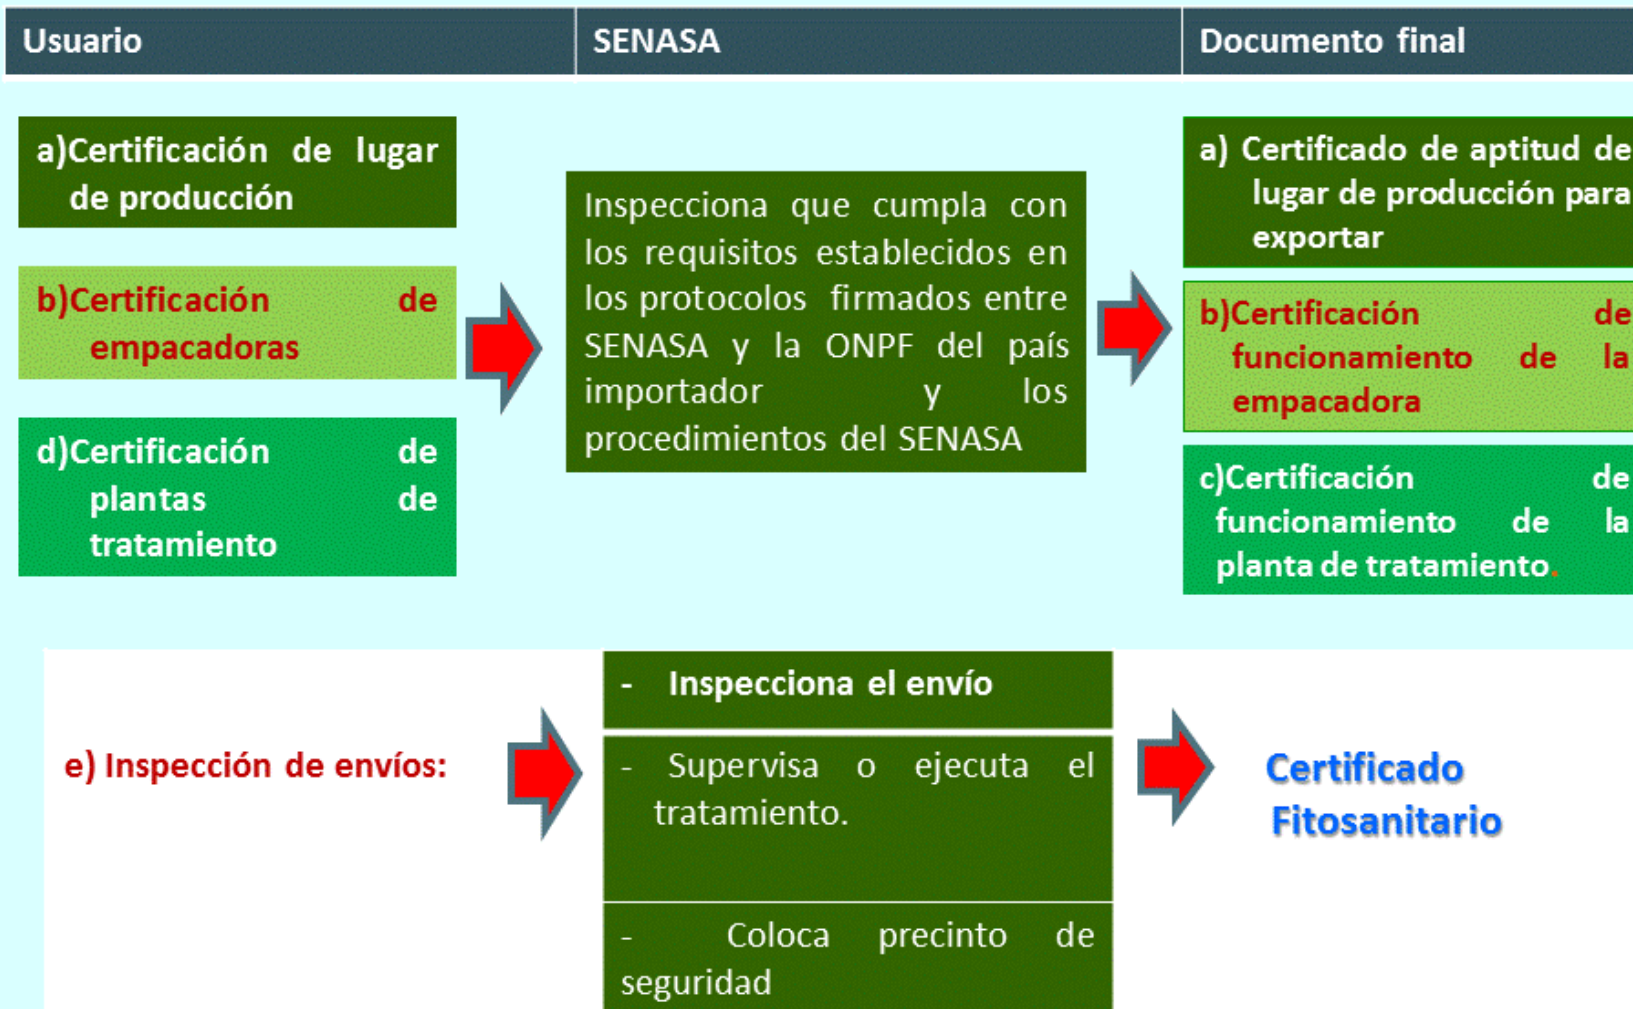 Usuario
SENASA
Documento final
a)Certificación de lugar
de producción
b)Certificación de
empacadoras
d)Certificación de
plantas de
tratamiento
Inspecciona que cumpla con
los requisitos establecidos en
los protocolos firmados entre
SENASA y la ONPF del país
importador y los
procedimientos del SENASA
a) Certificado de aptitud de
lugar de producción para
exportar
b)Certificación de
funcionamiento de la
empacadora
c)Certificación de
funcionamiento de la
planta de tratamiento.
e) Inspección de envíos:
- Inspecciona el envío
- Supervisa o ejecuta el
tratamiento.
- Coloca precinto de
seguridad
Certificado
Fitosanitario